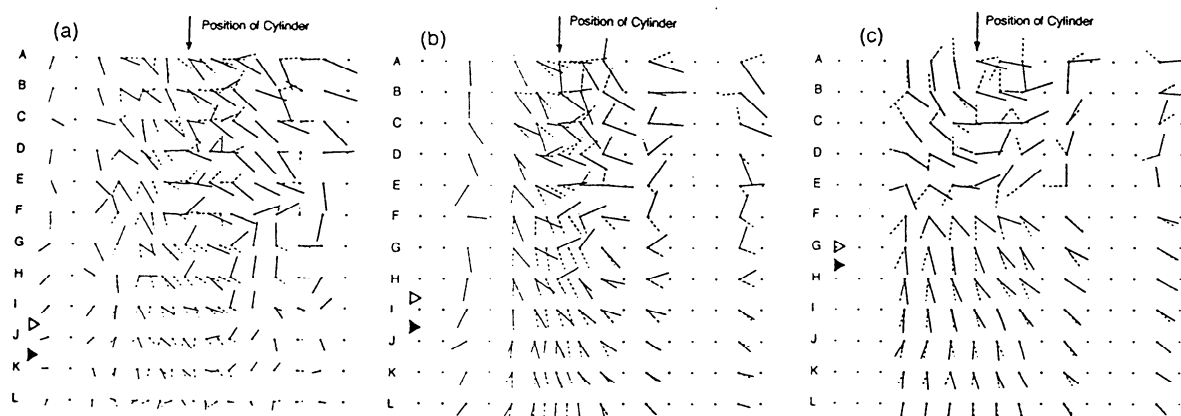 (a)
Position of Cylinder
A
B
C
D
E
F
G
H
I
J
K
L
(b)
Position of Cylinder
A
B
C
D
E
F
G
H
I
J
K
L
(c)
Position of Cylinder
A
B
C
D
E
F
G
H
I
J
K
L